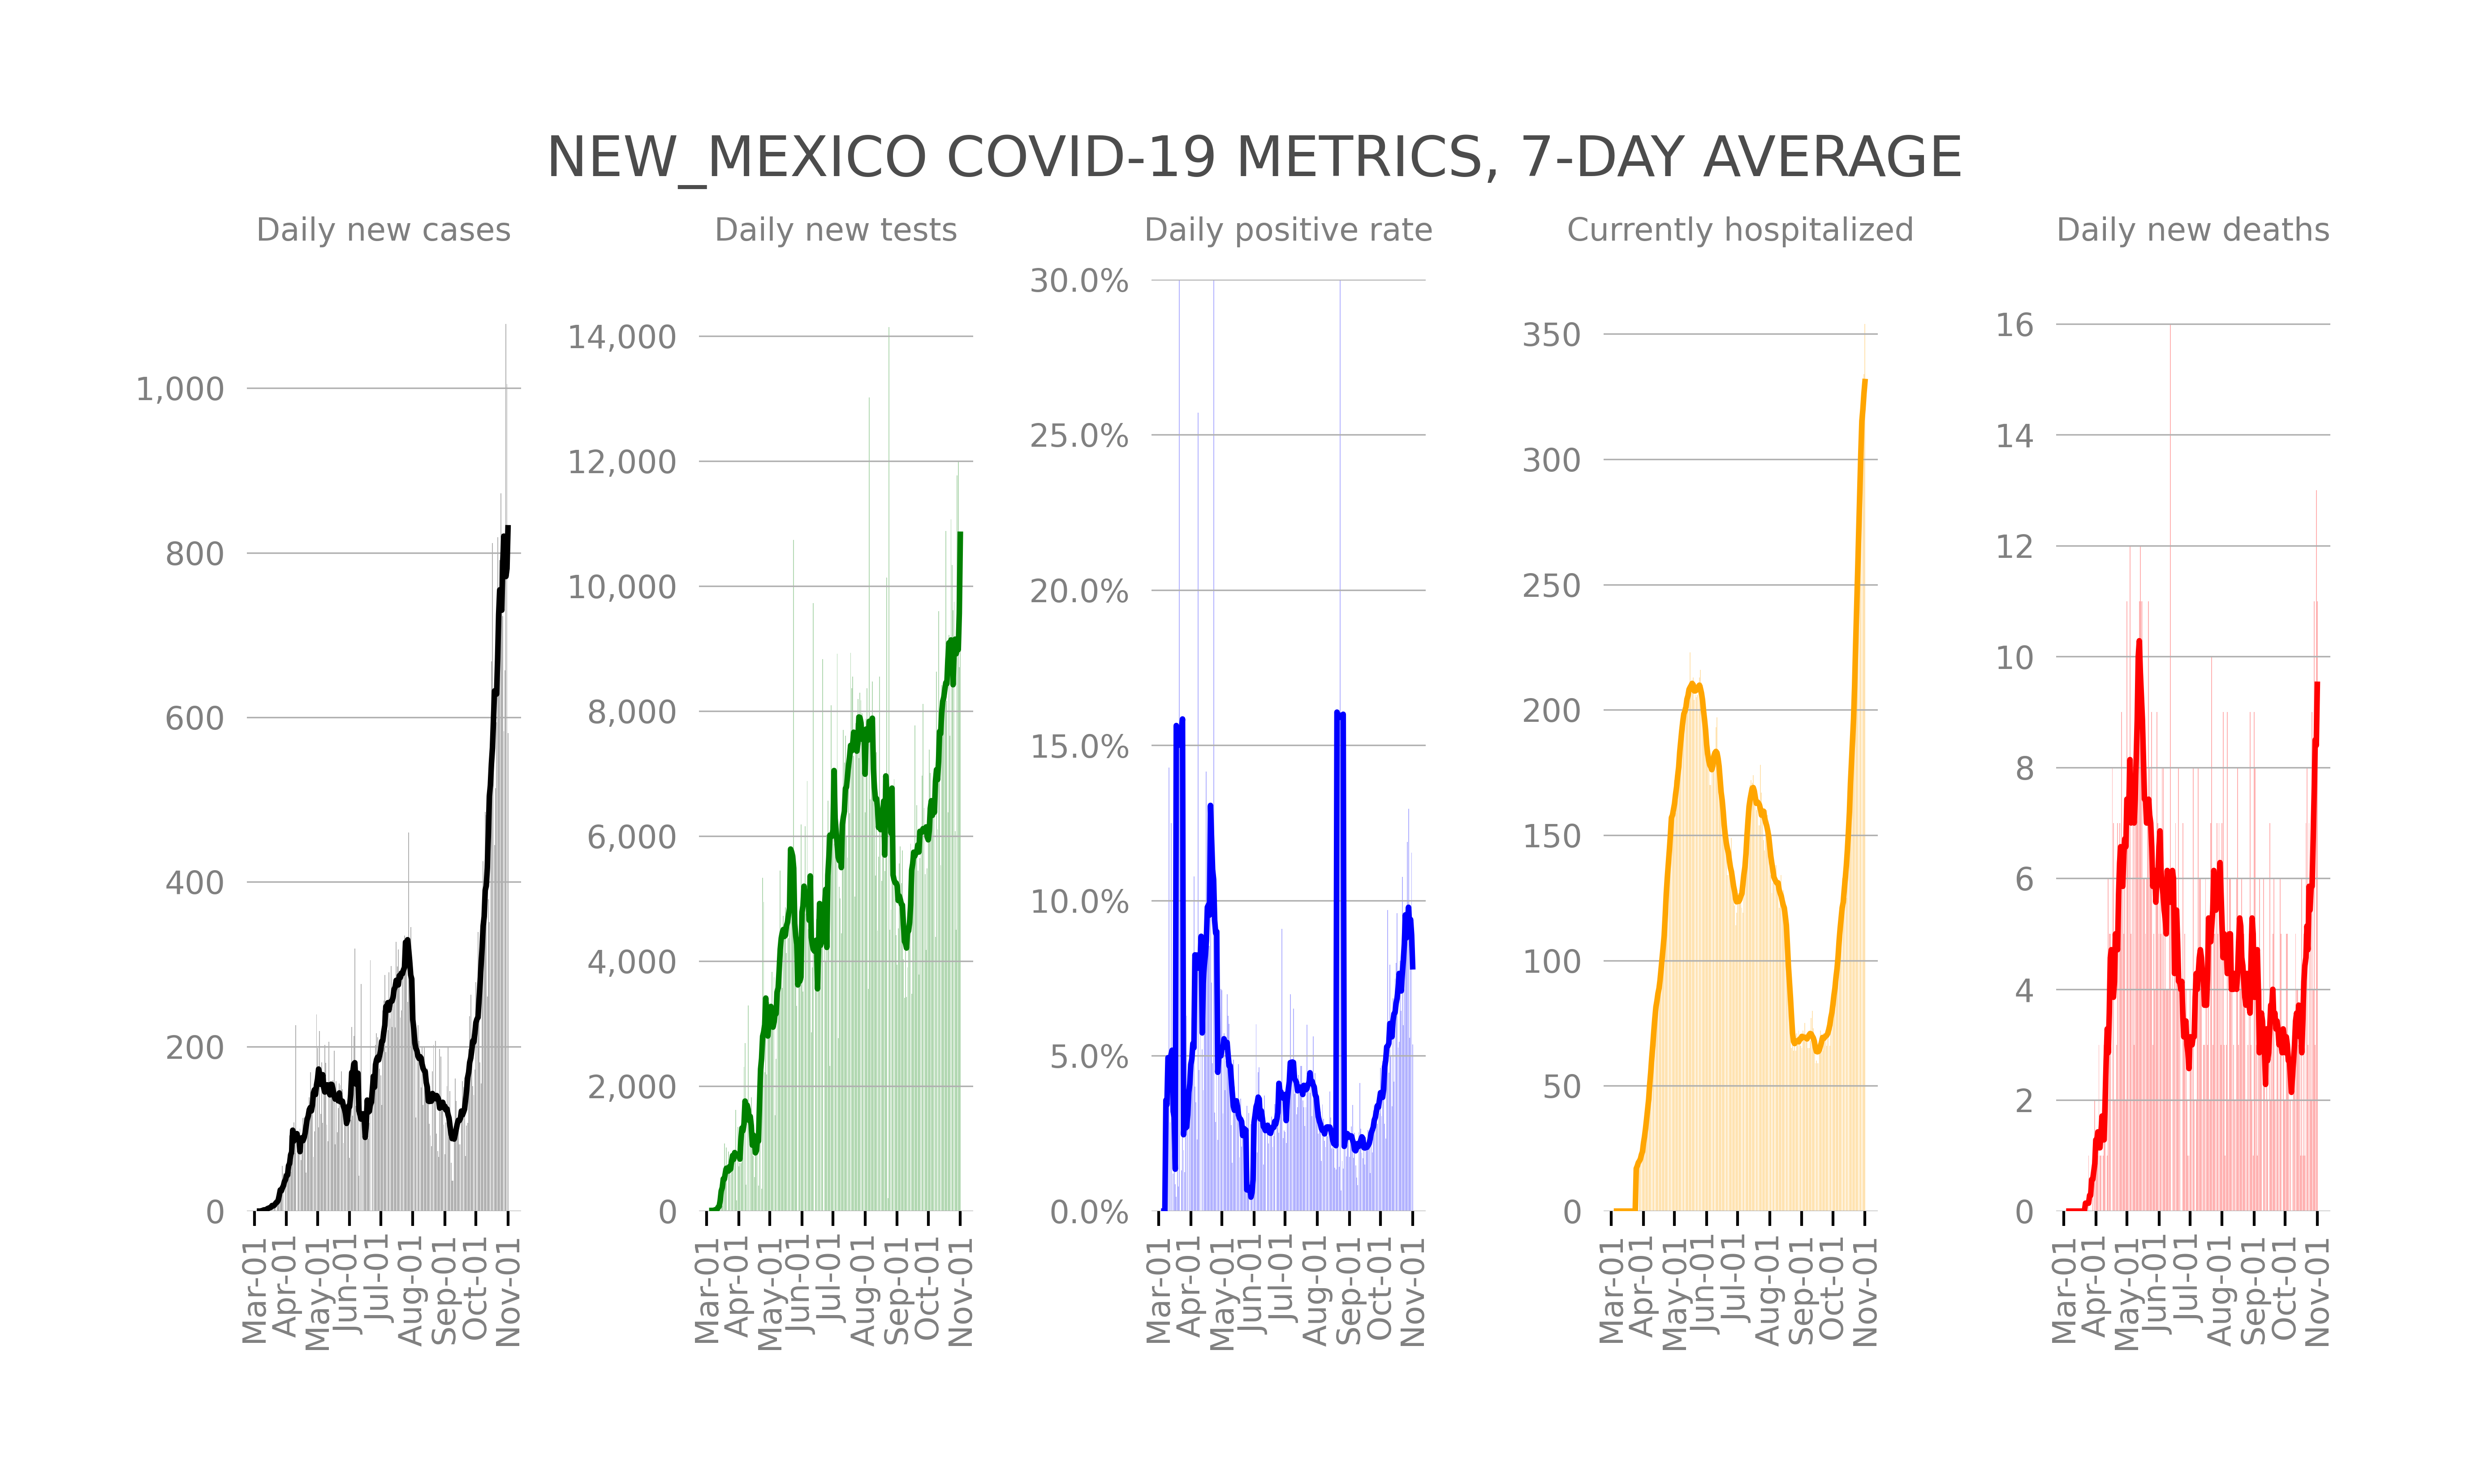 NEW_MEXICO COVID-19 METRICS, 7-DAY AVERAGE
Daily new cases
1,000
800
600
400
200
0
Mar-01
Apr-01
May-01
Jun-01
Jul-01
Aug-01
Sep-01
Oct-01
Nov-01
Daily new tests
14,000
12,000
10,000
8,000
6,000
4,000
2,000
0
Mar-01
Apr-01
May-01
Jun-01
Jul-01
Aug-01
Sep-01
Oct-01
Nov-01
Daily positive rate
30.0%
25.0%
20.0%
15.0%
10.0%
5.0%
0.0%
Mar-01
Apr-01
May-01
Jun-01
Jul-01
Aug-01
Sep-01
Oct-01
Nov-01
Currently hospitalized
350
300
250
200
150
100
50
0
Mar-01
Apr-01
May-01
Jun-01
Jul-01
Aug-01
Sep-01
Oct-01
Nov-01
Daily new deaths
16
14
12
10
8
6
4
2
0
Mar-01
Apr-01
May-01
Jun-01
Jul-01
Aug-01
Sep-01
Oct-01
Nov-01